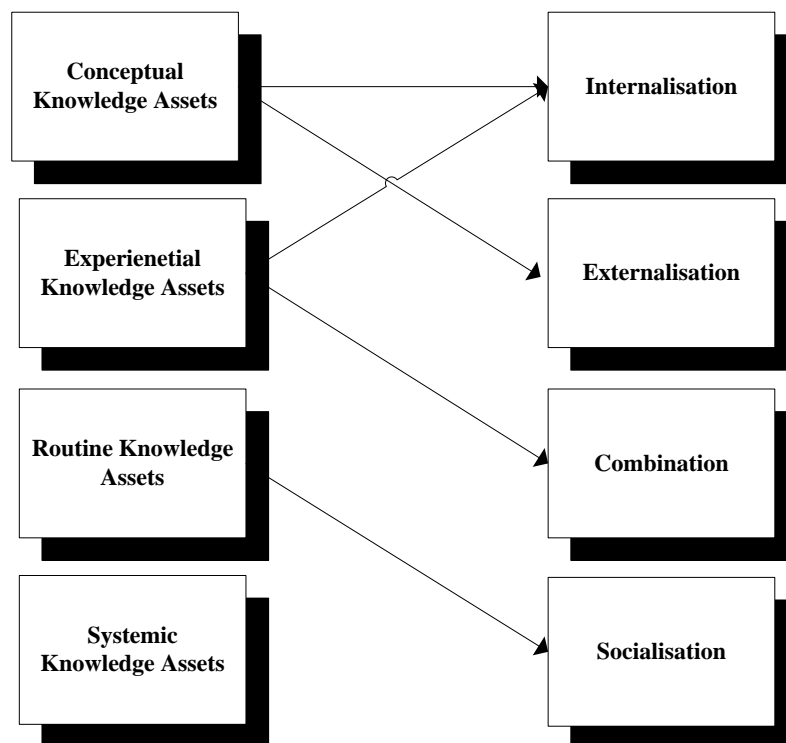 Conceptual
Knowledge Assets
Internalisation
Experienetial
Knowledge Assets
Externalisation
Routine Knowledge
Assets
Combination
Systemic
Knowledge Assets
Socialisation